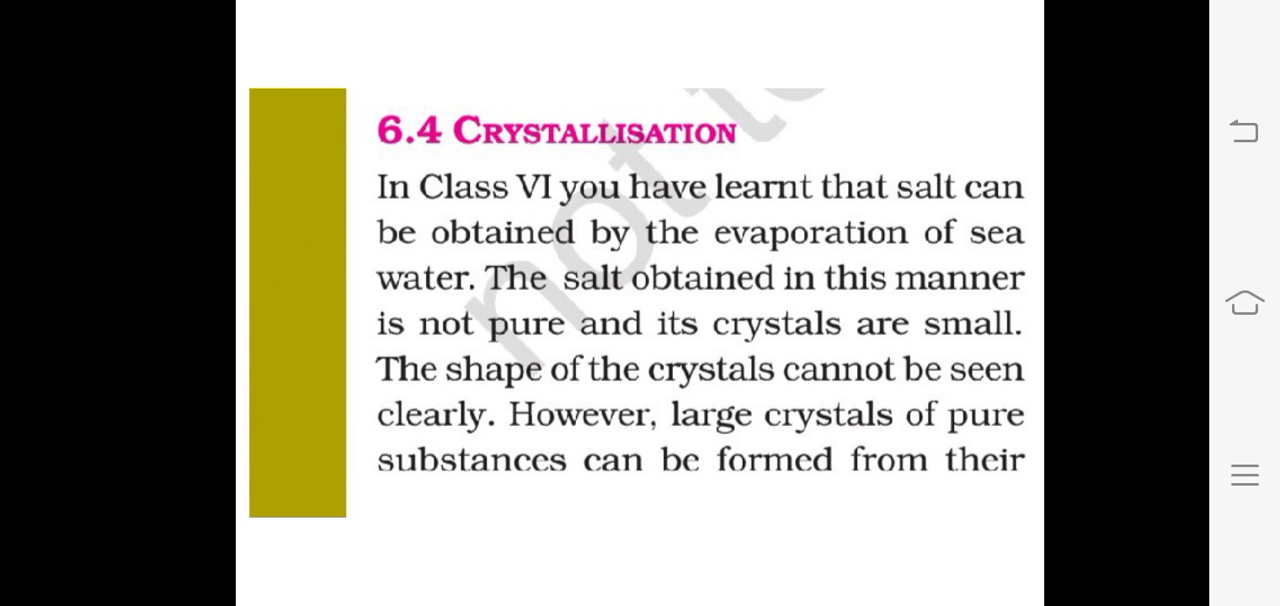 6.4 CRYSTALLISATION
In Class VI you have learnt that salt can
be obtained by the evaporation of sea
water. The salt obtained in this manner
is not pure and its crystals are small.
The shape of the crystals cannot be seen
clearly. However, large crystals of pure
substances can be formed from their
not to